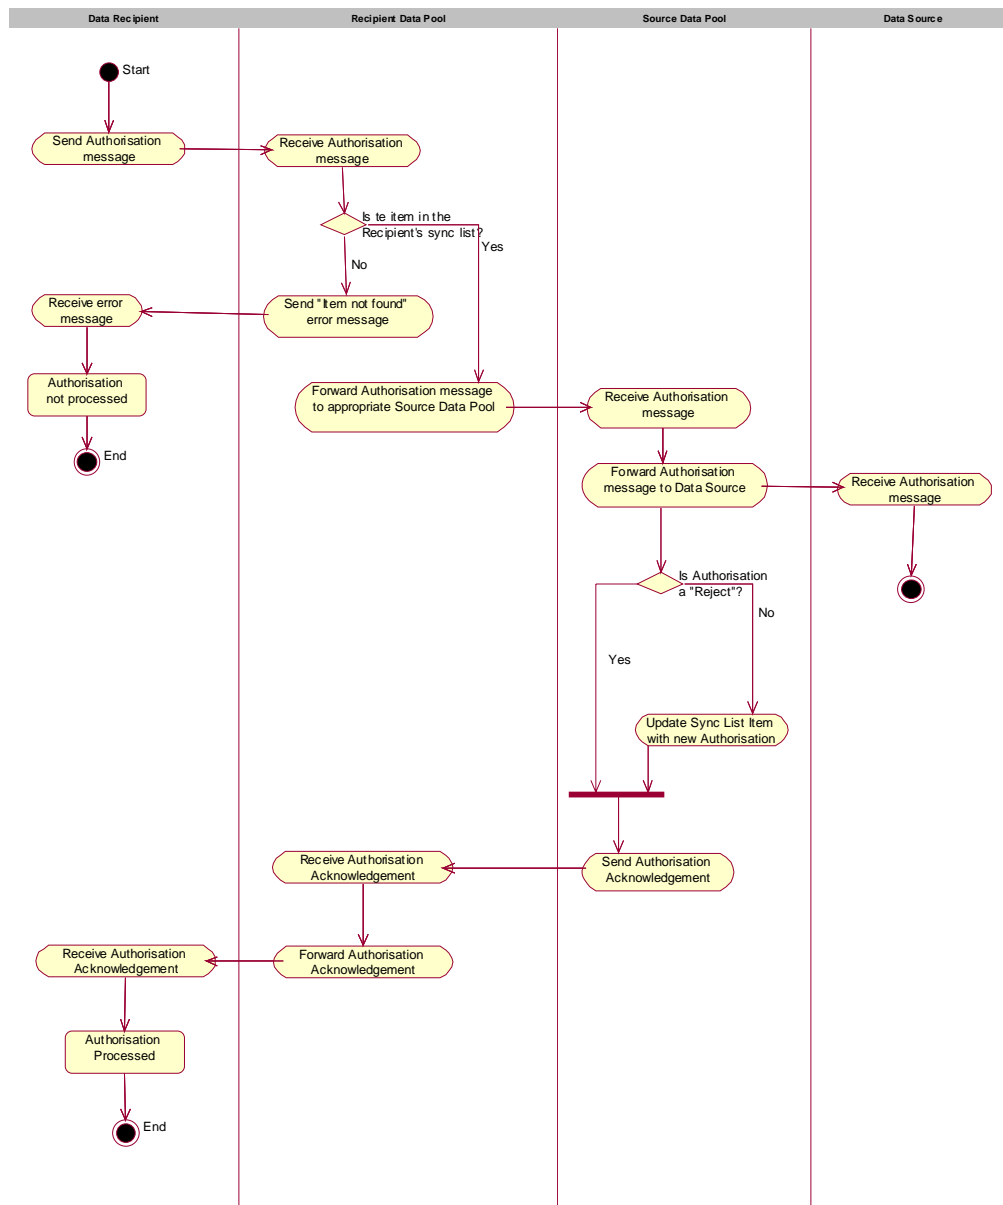 Data Recipient
Recipient Data Pool
Source Data Pool
Data Source
Start
Send Authorisation
message
Receive Authorisation
message
Is te item in the
Recipient's sync list?
Yes
No
Receive error
message
Send "Item not found"
error message
Authorisation
not processed
Forward Authorisation message
to appropriate Source Data Pool
Receive Authorisation
message
End
Forward Authorisation
message to Data Source
Receive Authorisation
message
Is Authorisation
a "Reject"?
No
Yes
Update Sync List Item
with new Authorisation
Receive Authorisation
Acknowledgement
Send Authorisation
Acknowledgement
Receive Authorisation
Acknowledgement
Forward Authorisation
Acknowledgement
Authorisation
Processed
End